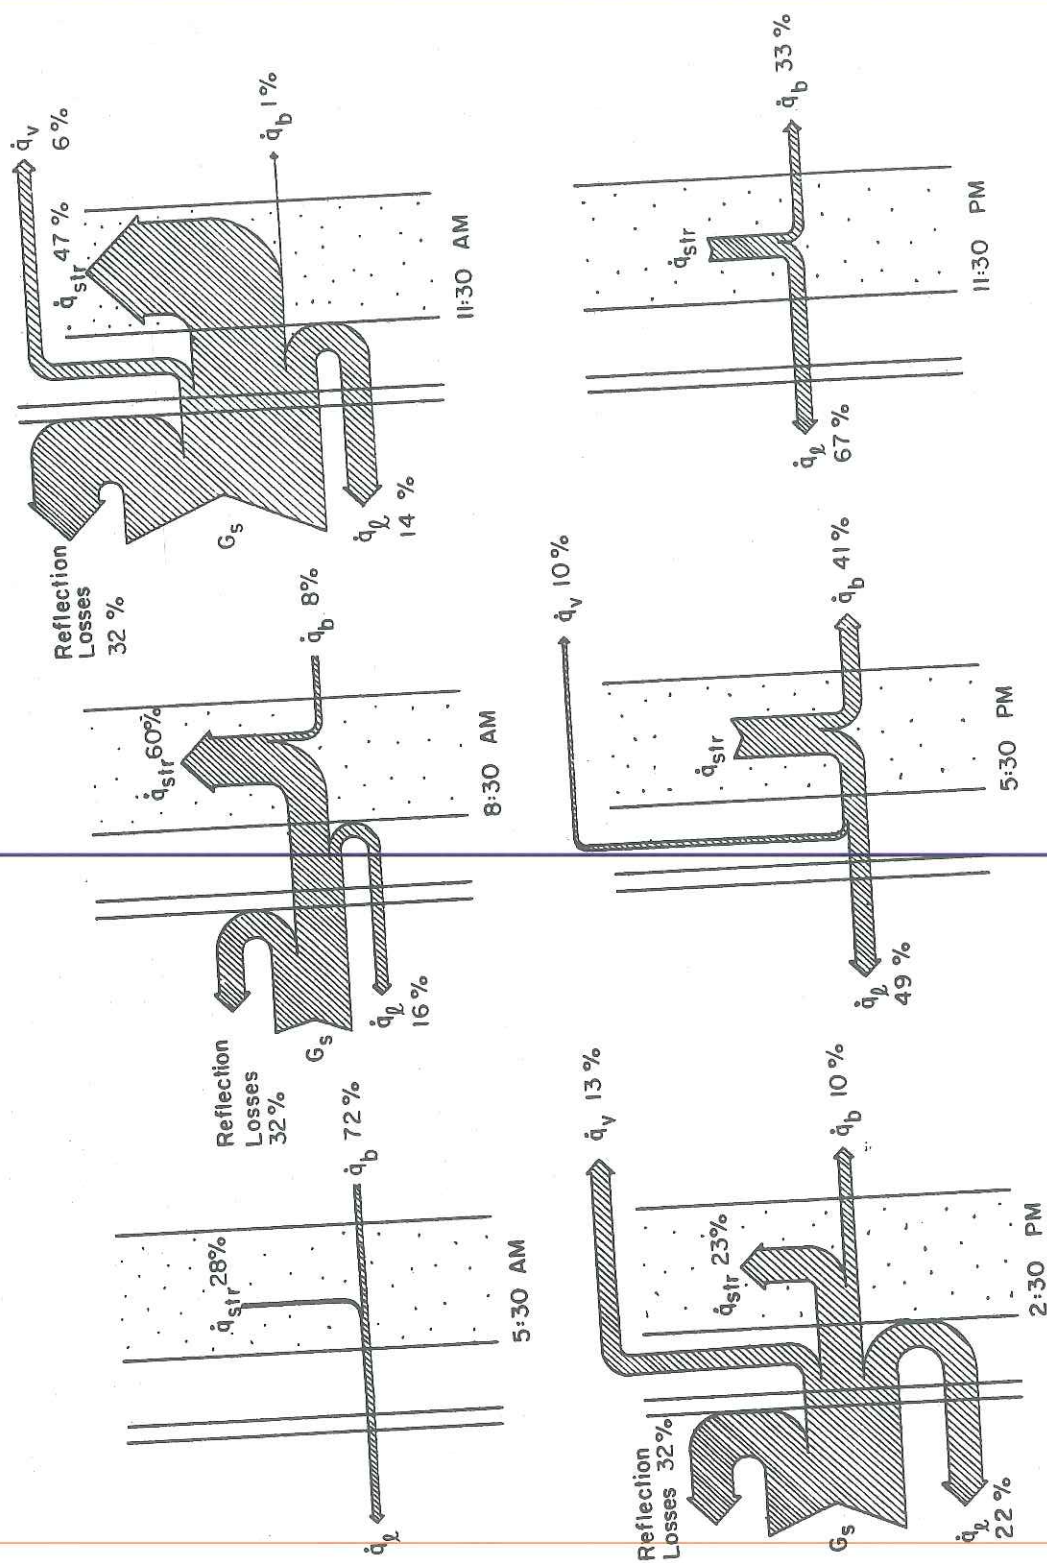 q̇str 28%
q̇b 72%
q̇ℓ
5:30 AM
Reflection
Losses
32%
Gs
q̇str 60%
q̇b 8%
q̇ℓ
16%
8:30 AM
Reflection
Losses
32%
Gs
q̇v
6%
q̇str 47%
q̇b 1%
q̇ℓ
14 %
11:30 AM
Reflection
Losses 32%
Gs
q̇v 13%
q̇str 23%
q̇b 10%
q̇ℓ
22%
2:30 PM
q̇v 10%
q̇str
q̇b 41%
q̇ℓ
49%
5:30 PM
q̇str
q̇b 33%
q̇ℓ
67%
11:30 PM